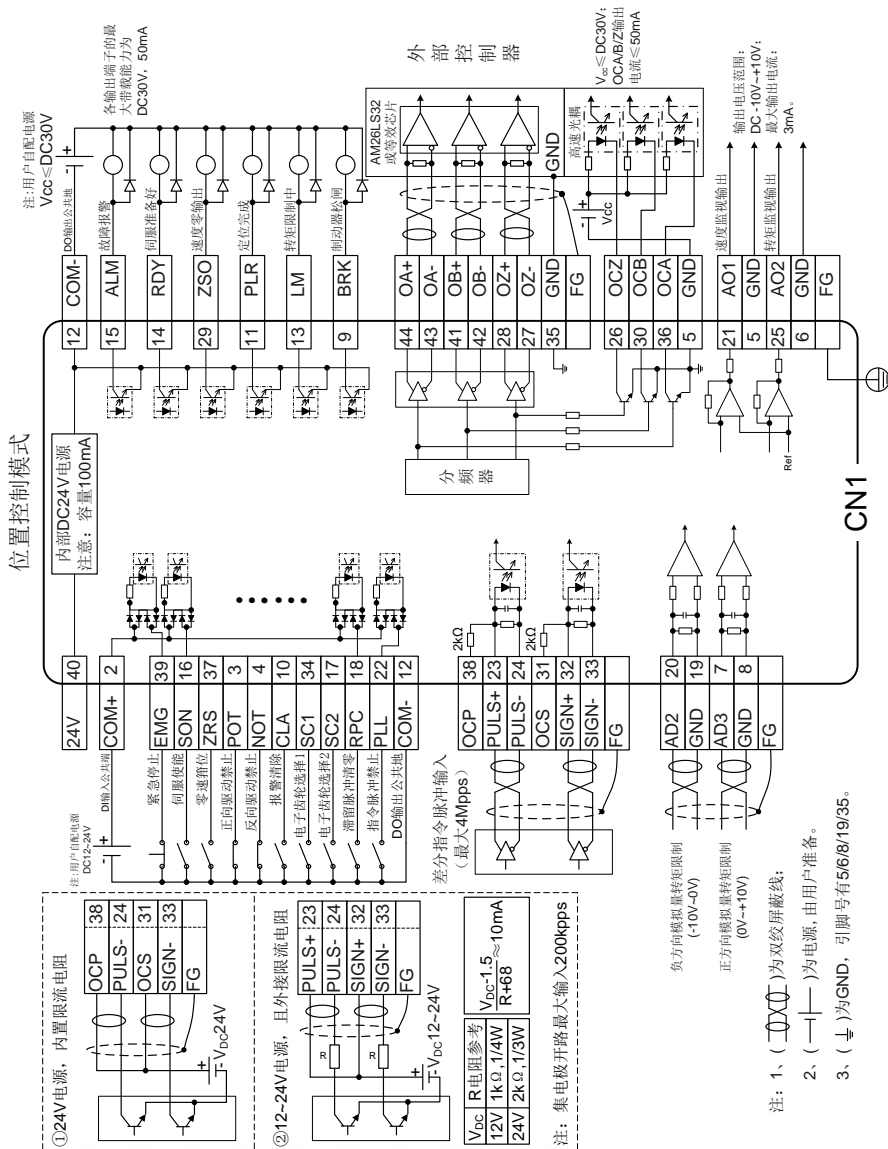 位置控制模式
注:用户自配电源
Vcc≤DC30V
各输出端子的最
大带载能力为
DC30V, 50mA
内部DC24V电源
注意: 容量100mA
24V 40
COM+ 2
DI输入公共端
注:用户自配电源
DC12~24V
紧急停止 EMG 39
伺服使能 SON 16
零速箝位 ZRS 37
正向驱动禁止 POT 3
反向驱动禁止 NOT 4
报警清除 CLA 10
电子齿轮选择1 SC1 34
电子齿轮选择2 SC2 17
滞留脉冲清零 RPC 18
指令脉冲禁止 PLL 22
DO输出公共地 COM- 12
12 COM- DO输出公共地
15 ALM 故障报警
14 RDY 伺服准备好
29 ZSO 速度零输出
11 PLR 定位完成
13 LM 转矩限制中
9 BRK 制动器松闸
差分指令脉冲输入
(最大4Mpps)
OCP 38 2kΩ
PULS+ 23
PULS- 24
OCS 31 2kΩ
SIGN+ 32
SIGN- 33
FG
负方向模拟量转矩限制
(-10V~0V)
正方向模拟量转矩限制
(0V~+10V)
AD2 20
GND 19
AD3 7
GND 8
FG
分频器
44 OA+
43 OA-
41 OB+
42 OB-
28 OZ+
27 OZ-
35 GND
FG
外部控制器
AM26LS32
或等效芯片
GND
高速光耦
Vcc≤DC30V:
OCA/B/Z输出
电流≤50mA
Vcc
26 OCZ
30 OCB
36 OCA
5 GND
Ref
21 AO1 速度监视输出
5 GND
25 AO2 转矩监视输出
6 GND
FG
输出电压范围:
DC -10V~+10V;
最大输出电流:
3mA。
CN1
①24V电源, 内置限流电阻
OCP 38
PULS- 24
OCS 31
SIGN- 33
FG
VDC24V
②12~24V电源, 且外接限流电阻
PULS+ 23
R PULS- 24
SIGN+ 32
R SIGN- 33
FG
VDC12~24V
VDC R电阻参考
12V 1kΩ,1/4W
24V 2kΩ,1/3W
VDC-1.5
R+68
≈10mA
注: 集电极开路最大输入200kpps
注: 1、( )为双绞屏蔽线;
2、( )为电源, 由用户准备。
3、( )为GND, 引脚号有5/6/8/19/35。